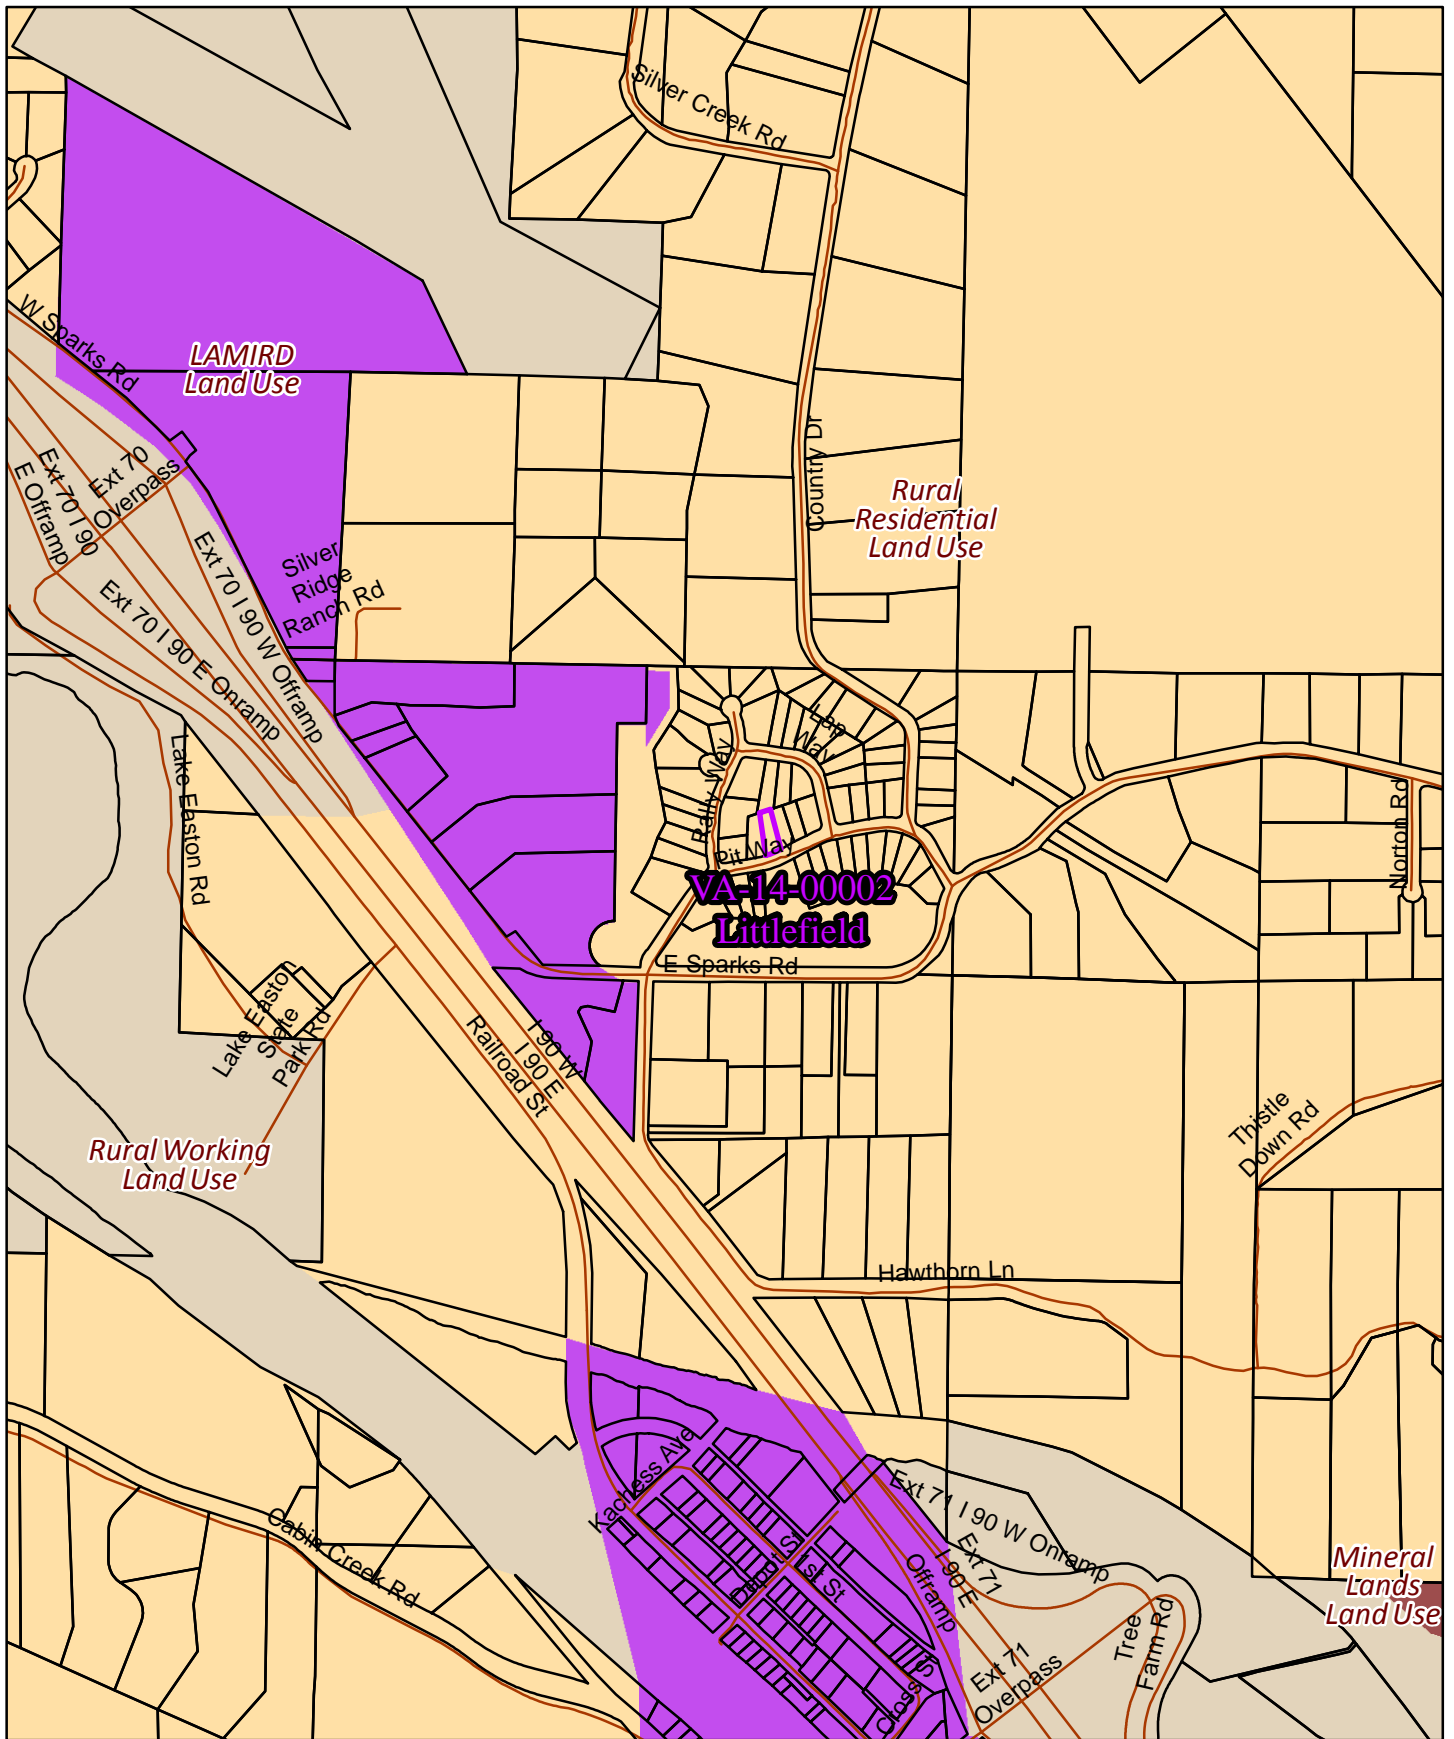 Silver Creek Rd
W Sparks Rd
LAMIRD
Land Use
Country Dr
Ext 70
Overpass
Ext 70 I 90
E Offramp
Rural
Residential
Land Use
Ext 70 I 90 W Offramp
Silver
Ridge
Ranch Rd
Ext 70 I 90 E Onramp
Lap
Way
Rally Way
Lake Easton Rd
Norton Rd
Pit Way
VA-14-00002
Littlefield
E Sparks Rd
Lake Easton
State
Park Rd
I 90 W
I 90 E
Railroad St
Thistle
Down Rd
Rural Working
Land Use
Hawthorn Ln
Kachess Ave
Ext 71 I 90 W Onramp
Cabin Creek Rd
Depot S
1st St
Ext 71
I 90 E
Offramp
Mineral
Lands
Land Use
Tree
Farm Rd
Ext 71
Overpass
Cross S